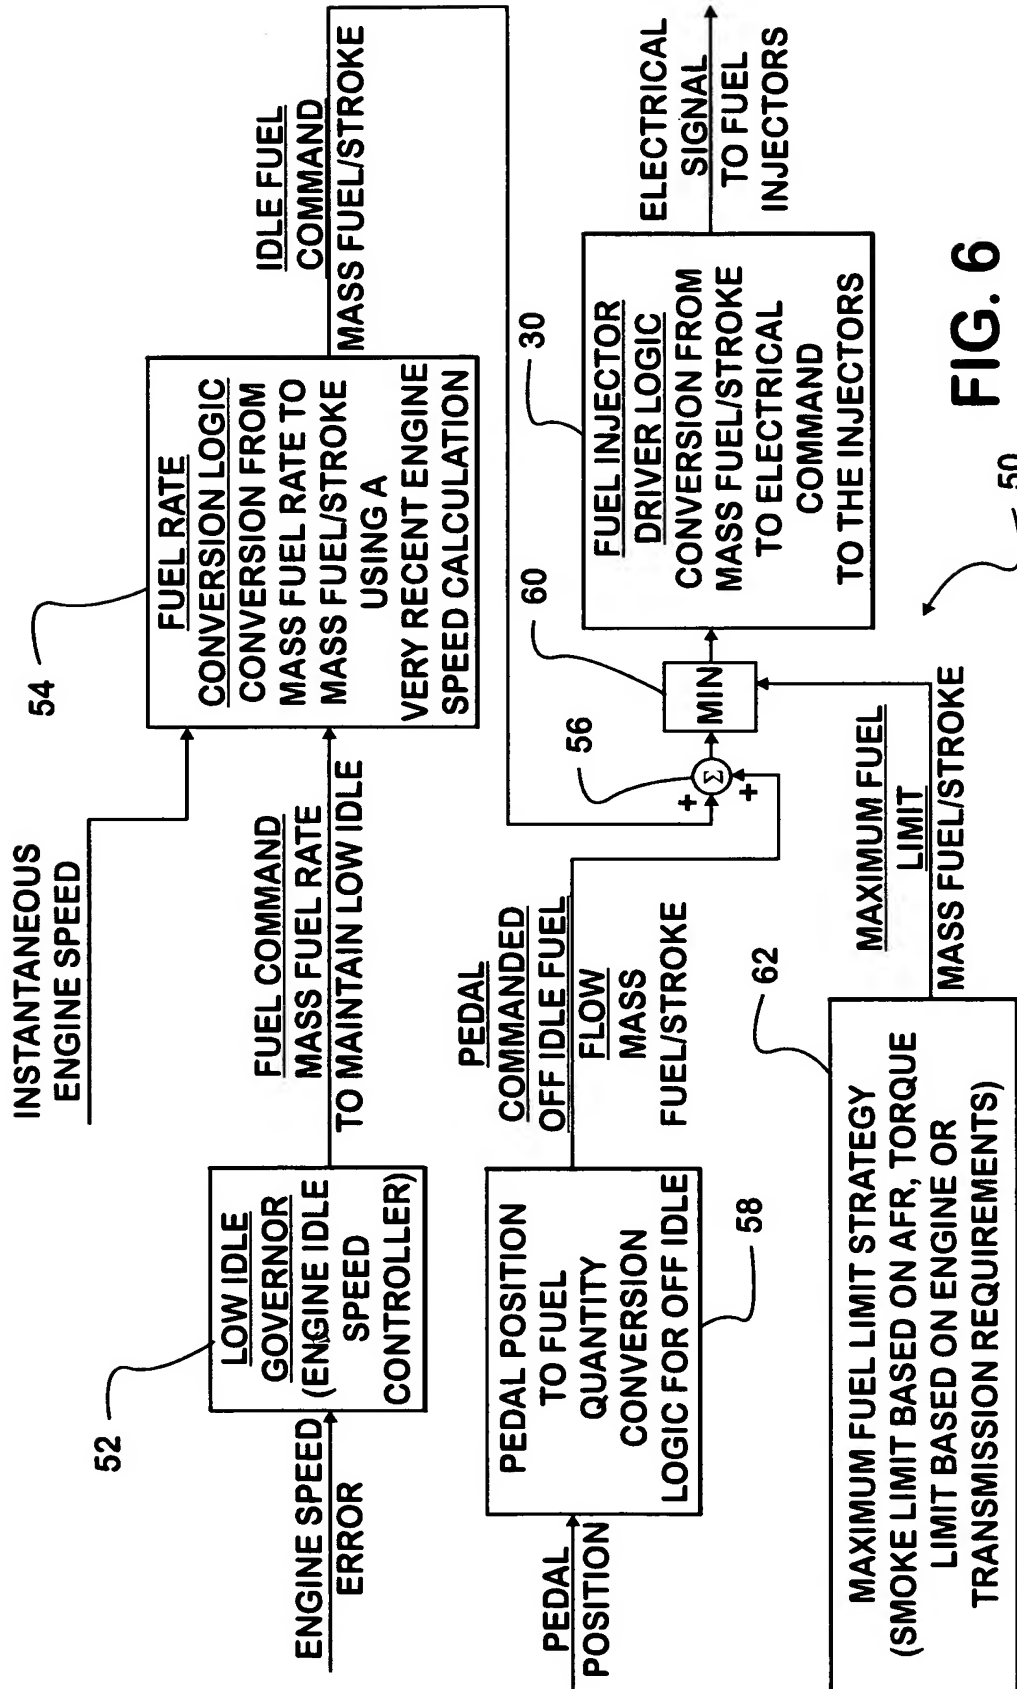 INSTANTANEOUS
ENGINE SPEED
54
FUEL RATE
CONVERSION LOGIC
CONVERSION FROM
MASS FUEL RATE TO
MASS FUEL/STROKE
USING A
VERY RECENT ENGINE
SPEED CALCULATION
IDLE FUEL
COMMAND
MASS FUEL/STROKE
52
ENGINE SPEED
ERROR
LOW IDLE
GOVERNOR
(ENGINE IDLE
SPEED
CONTROLLER)
FUEL COMMAND
MASS FUEL RATE
TO MAINTAIN LOW IDLE
PEDAL
POSITION
PEDAL POSITION
TO FUEL
QUANTITY
CONVERSION
LOGIC FOR OFF IDLE
58
PEDAL
COMMANDED
OFF IDLE FUEL
FLOW
MASS
FUEL/STROKE
56
+
+
Σ
60
MIN
30
FUEL INJECTOR
DRIVER LOGIC
CONVERSION FROM
MASS FUEL/STROKE
TO ELECTRICAL
COMMAND
TO THE INJECTORS
ELECTRICAL
SIGNAL
TO FUEL
INJECTORS
62
MAXIMUM FUEL LIMIT STRATEGY
(SMOKE LIMIT BASED ON AFR, TORQUE
LIMIT BASED ON ENGINE OR
TRANSMISSION REQUIREMENTS)
MAXIMUM FUEL
LIMIT
MASS FUEL/STROKE
50
FIG. 6